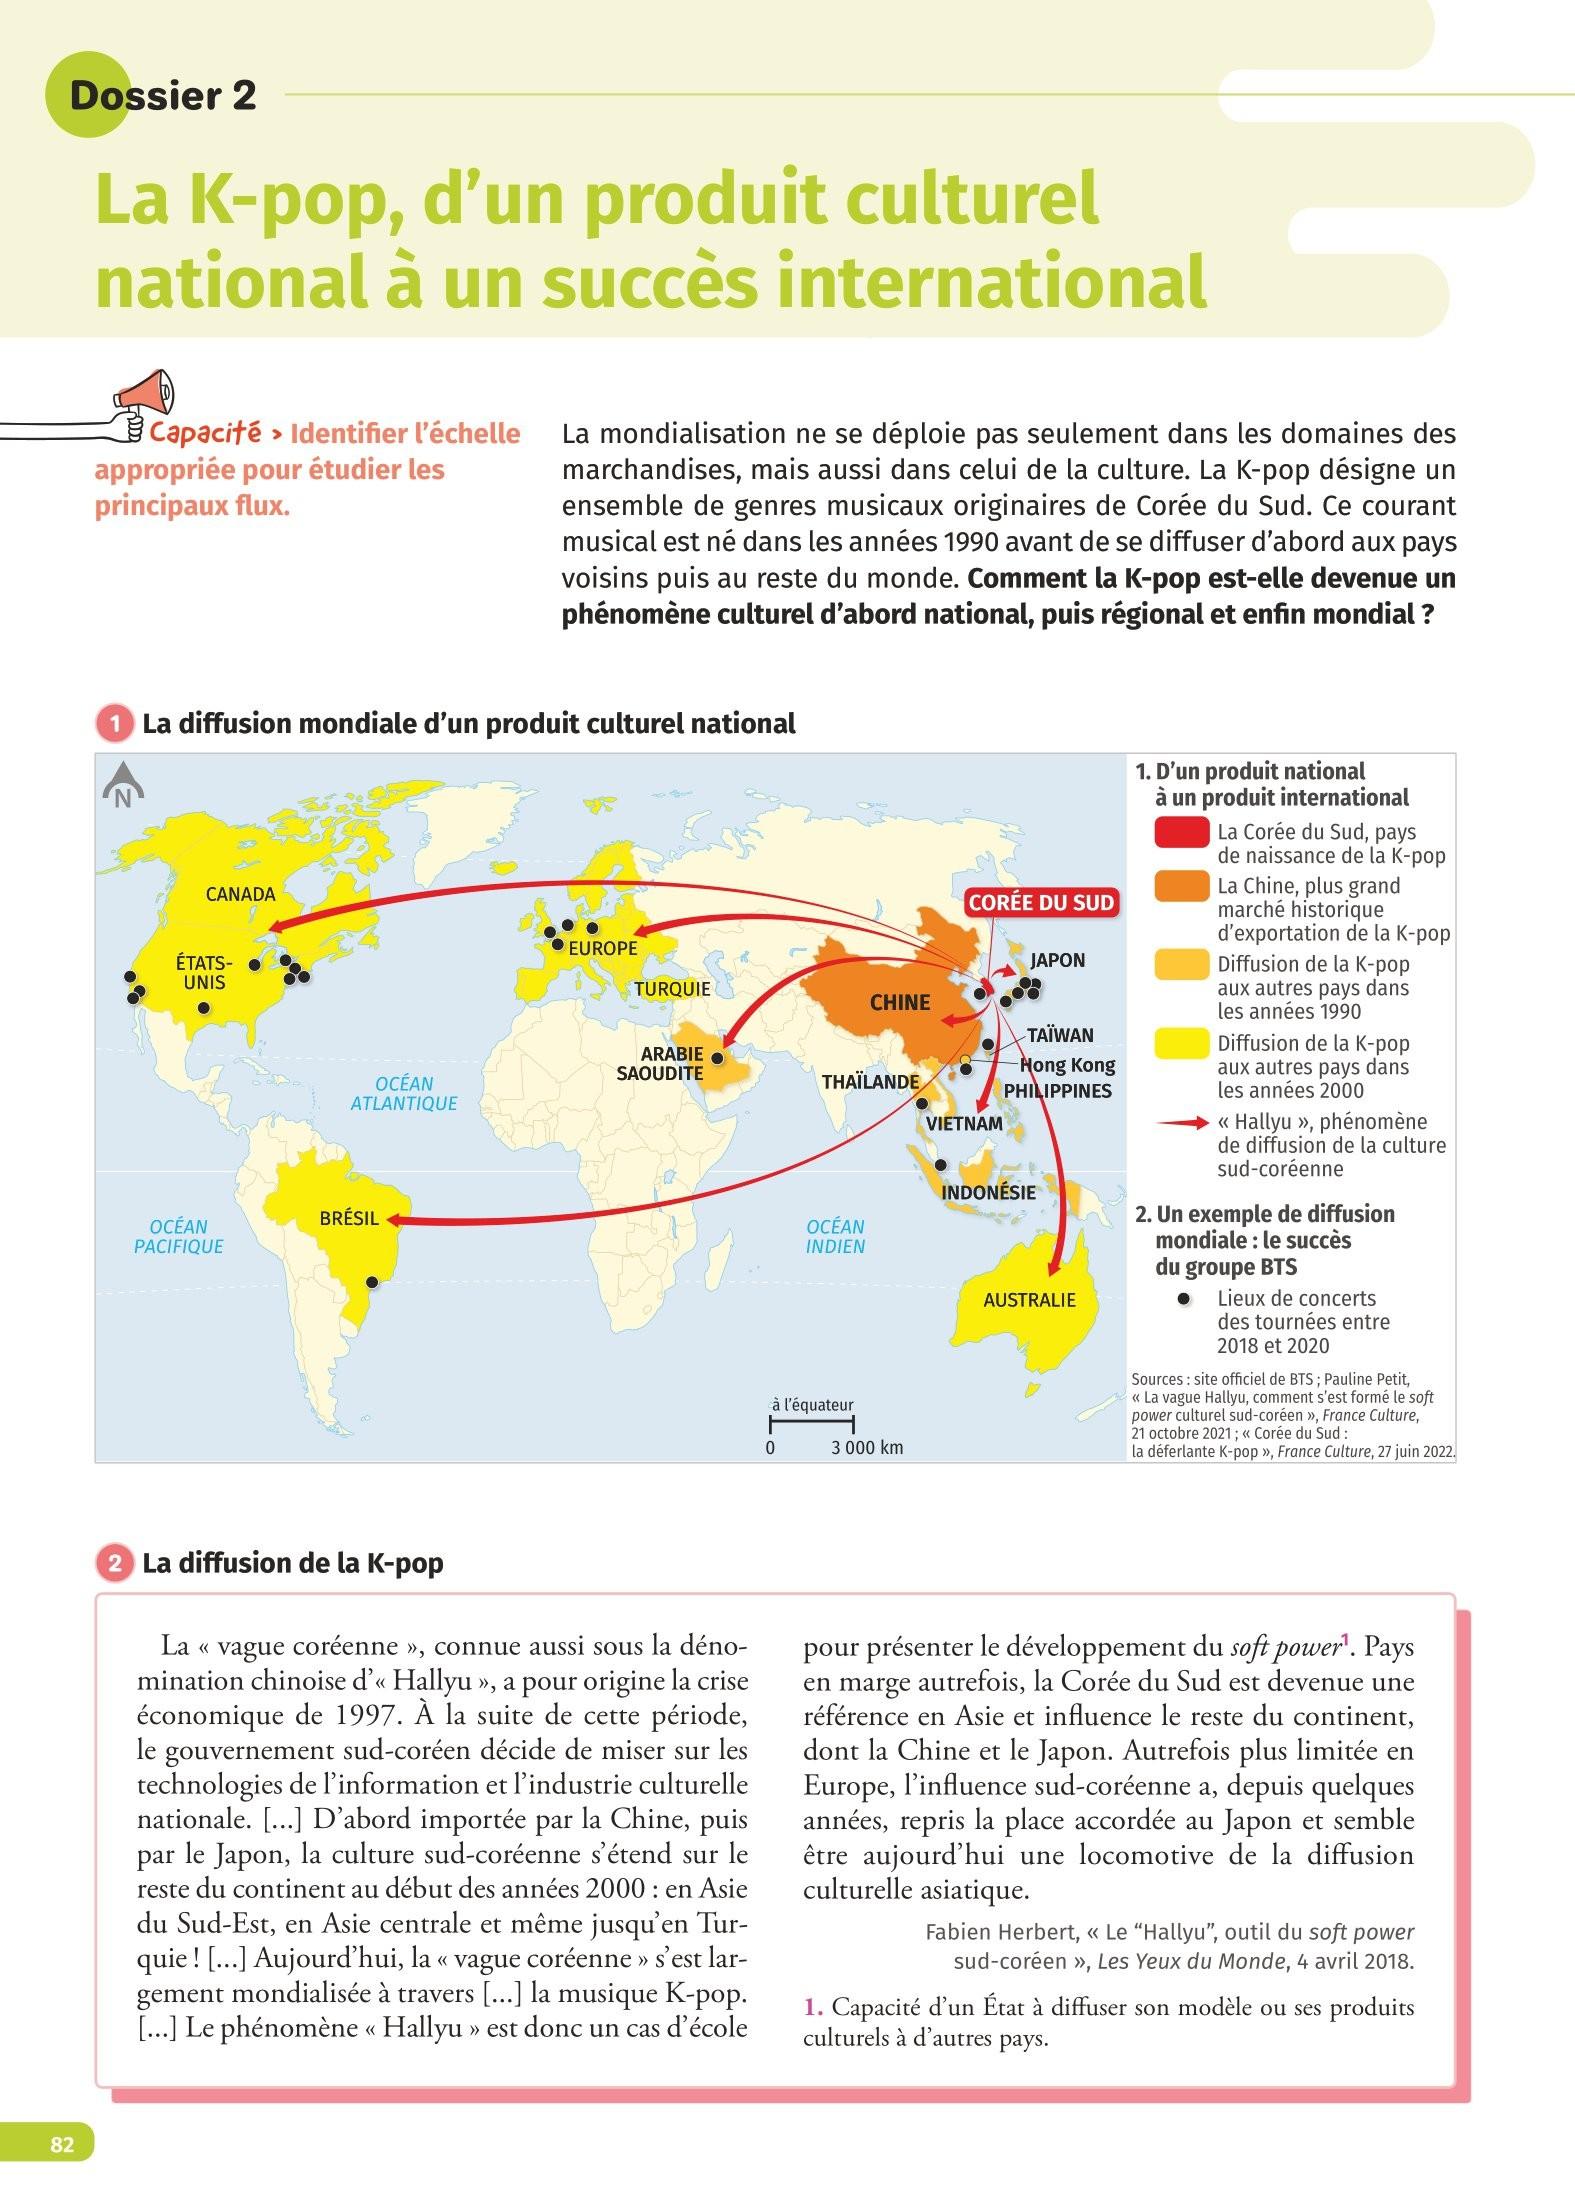 Dossier 2
La K-pop, d’un produit culturel
national à un succès international
Capacité > Identifier l’échelle
appropriée pour étudier les
principaux flux.
La mondialisation ne se déploie pas seulement dans les domaines des
marchandises, mais aussi dans celui de la culture. La K-pop désigne un
ensemble de genres musicaux originaires de Corée du Sud. Ce courant
musical est né dans les années 1990 avant de se diffuser d’abord aux pays
voisins puis au reste du monde. Comment la K-pop est-elle devenue un
phénomène culturel d’abord national, puis régional et enfin mondial ?
1 La diffusion mondiale d’un produit culturel national
N
CANADA
ÉTATS-
UNIS
EUROPE
TURQUIE
ARABIE
SAOUDITE
CORÉE DU SUD
JAPON
CHINE
TAÏWAN
Hong Kong
THAÏLANDE
PHILIPPINES
VIETNAM
INDONÉSIE
BRÉSIL
AUSTRALIE
OCÉAN
ATLANTIQUE
OCÉAN
PACIFIQUE
OCÉAN
INDIEN
à l’équateur
0 3 000 km
1. D’un produit national
à un produit international
La Corée du Sud, pays
de naissance de la K-pop
La Chine, plus grand
marché historique
d’exportation de la K-pop
Diffusion de la K-pop
aux autres pays dans
les années 1990
Diffusion de la K-pop
aux autres pays dans
les années 2000
« Hallyu », phénomène
de diffusion de la culture
sud-coréenne
2. Un exemple de diffusion
mondiale : le succès
du groupe BTS
Lieux de concerts
des tournées entre
2018 et 2020
Sources : site officiel de BTS ; Pauline Petit,
« La vague Hallyu, comment s’est formé le soft
power culturel sud-coréen », France Culture,
21 octobre 2021 ; « Corée du Sud :
la déferlante K-pop », France Culture, 27 juin 2022.
2 La diffusion de la K-pop
La « vague coréenne », connue aussi sous la déno-
mination chinoise d’« Hallyu », a pour origine la crise
économique de 1997. À la suite de cette période,
le gouvernement sud-coréen décide de miser sur les
technologies de l’information et l’industrie culturelle
nationale. [...] D’abord importée par la Chine, puis
par le Japon, la culture sud-coréenne s’étend sur le
reste du continent au début des années 2000 : en Asie
du Sud-Est, en Asie centrale et même jusqu’en Tur-
quie ! [...] Aujourd’hui, la « vague coréenne » s’est lar-
gement mondialisée à travers [...] la musique K-pop.
[...] Le phénomène « Hallyu » est donc un cas d’école
pour présenter le développement du soft power¹. Pays
en marge autrefois, la Corée du Sud est devenue une
référence en Asie et influence le reste du continent,
dont la Chine et le Japon. Autrefois plus limitée en
Europe, l’influence sud-coréenne a, depuis quelques
années, repris la place accordée au Japon et semble
être aujourd’hui une locomotive de la diffusion
culturelle asiatique.
Fabien Herbert, « Le “Hallyu”, outil du soft power
sud-coréen », Les Yeux du Monde, 4 avril 2018.
1. Capacité d’un État à diffuser son modèle ou ses produits
culturels à d’autres pays.
82